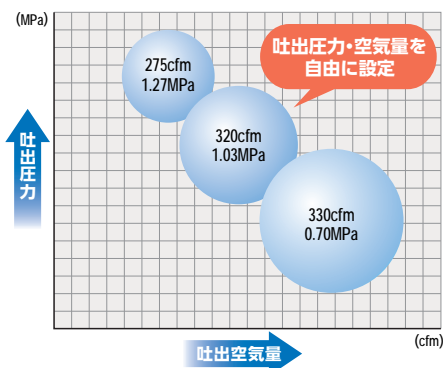 (MPa)
吐出圧力・空気量を
自由に設定
275cfm
1.27MPa
320cfm
1.03MPa
330cfm
0.70MPa
吐出圧力
(cfm)
吐出空気量